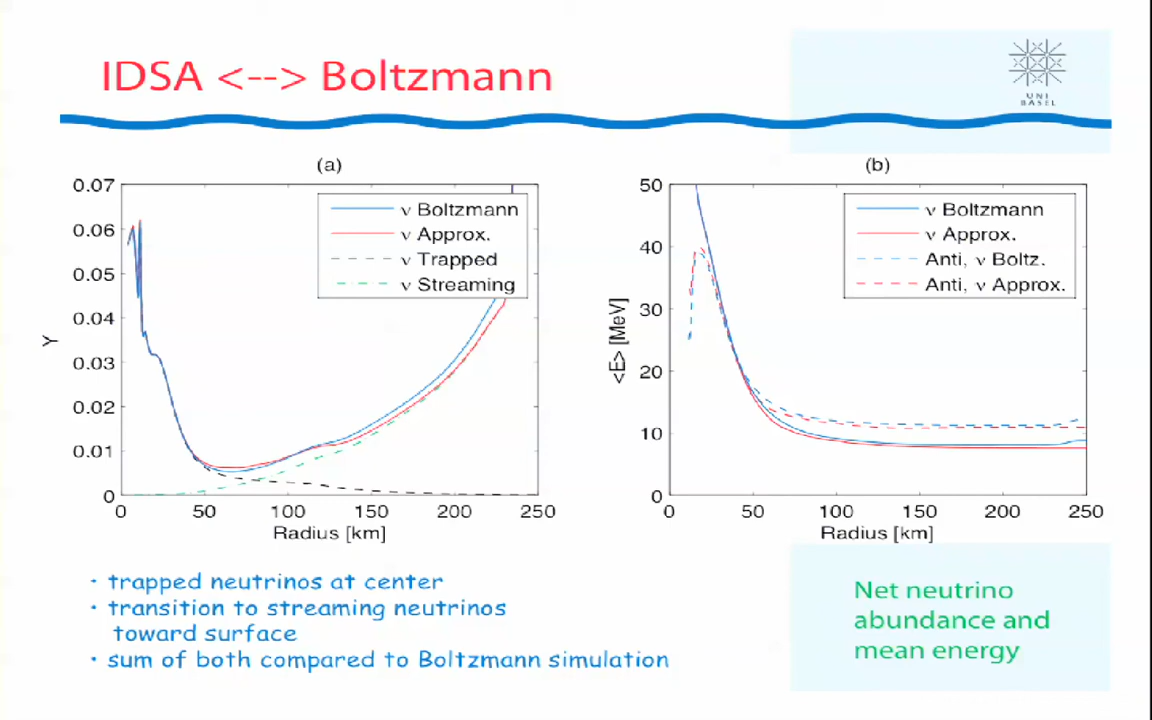 IDSA <--> Boltzmann
UNI
BASEL
(a)
0.07
0.06
0.05
0.04
0.03
0.02
0.01
0
Y
0 50 100 150 200 250
Radius [km]
ν Boltzmann
ν Approx.
ν Trapped
ν Streaming
(b)
50
40
30
20
10
0
<E> [MeV]
0 50 100 150 200 250
Radius [km]
ν Boltzmann
ν Approx.
Anti, ν Boltz.
Anti, ν Approx.
· trapped neutrinos at center
· transition to streaming neutrinos
toward surface
· sum of both compared to Boltzmann simulation
Net neutrino
abundance and
mean energy